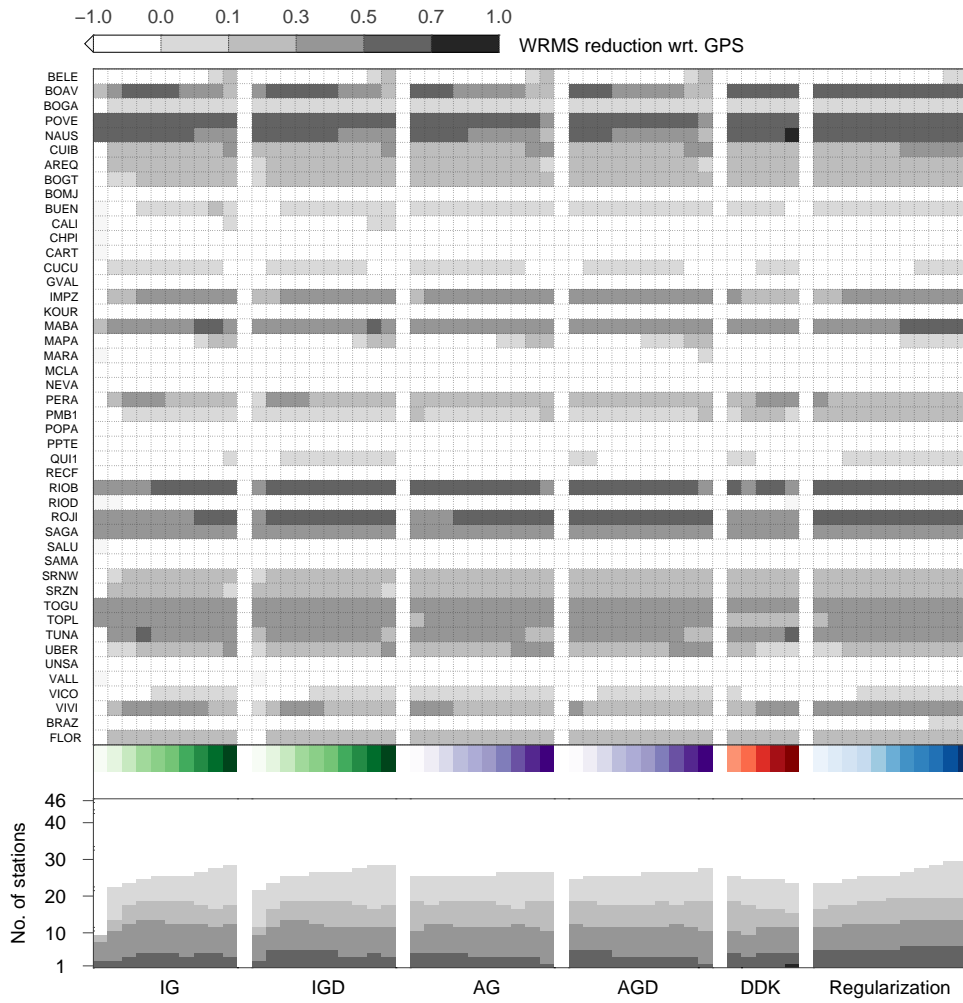 −1.0 0.0 0.1 0.3 0.5 0.7 1.0
WRMS reduction wrt. GPS
BELE
BOAV
BOGA
POVE
NAUS
CUIB
AREQ
BOGT
BOMJ
BUEN
CALI
CHPI
CART
CUCU
GVAL
IMPZ
KOUR
MABA
MAPA
MARA
MCLA
NEVA
PERA
PMB1
POPA
PPTE
QUI1
RECF
RIOB
RIOD
ROJI
SAGA
SALU
SAMA
SRNW
SRZN
TOGU
TOPL
TUNA
UBER
UNSA
VALL
VICO
VIVI
BRAZ
FLOR
No. of stations
46
40
30
20
10
1
IG IGD AG AGD DDK Regularization